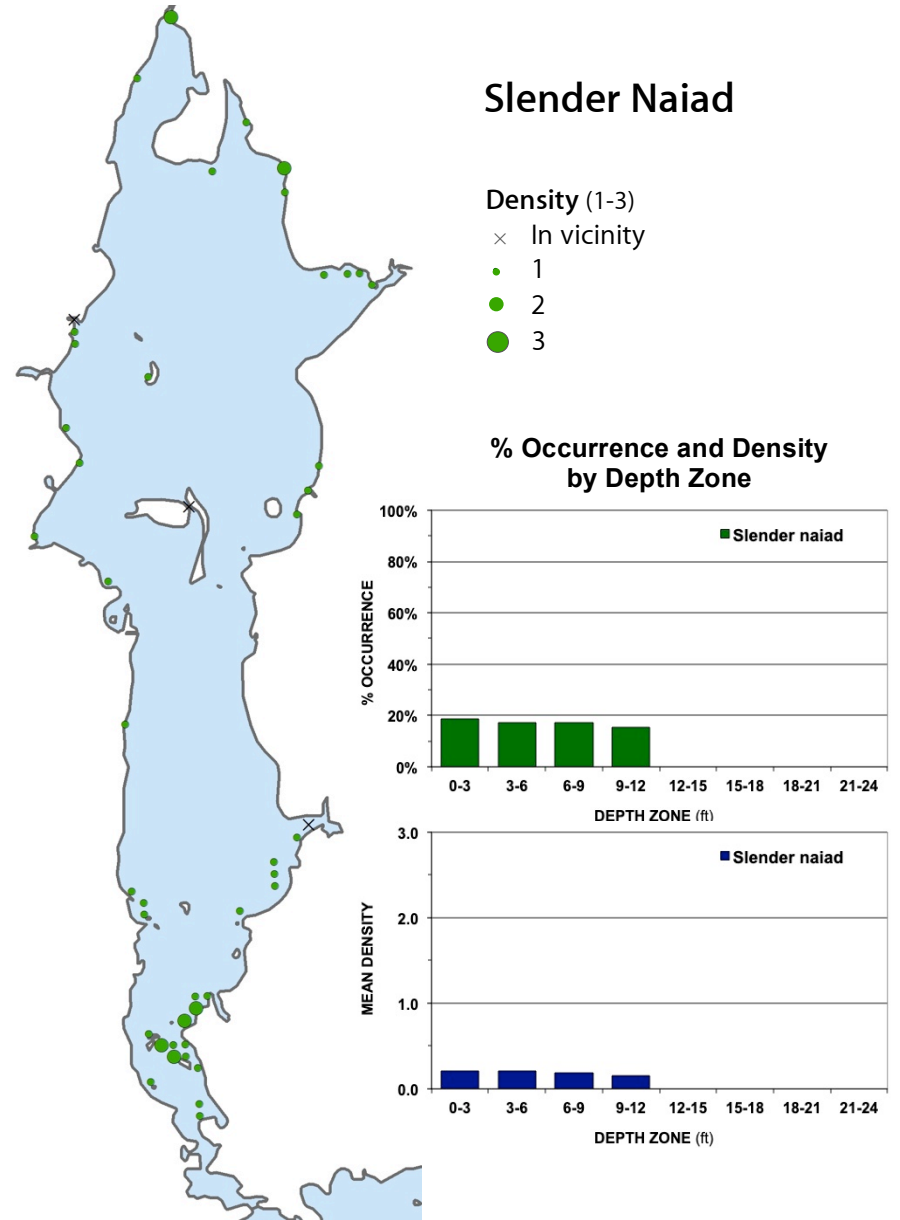 Slender Naiad
Density (1-3)
× In vicinity
1
2
3
% Occurrence and Density
by Depth Zone
100%
80%
60%
40%
20%
0%
% OCCURRENCE
Slender naiad
0-3 3-6 6-9 9-12 12-15 15-18 18-21 21-24
DEPTH ZONE (ft)
3.0
2.0
1.0
0.0
MEAN DENSITY
Slender naiad
0-3 3-6 6-9 9-12 12-15 15-18 18-21 21-24
DEPTH ZONE (ft)